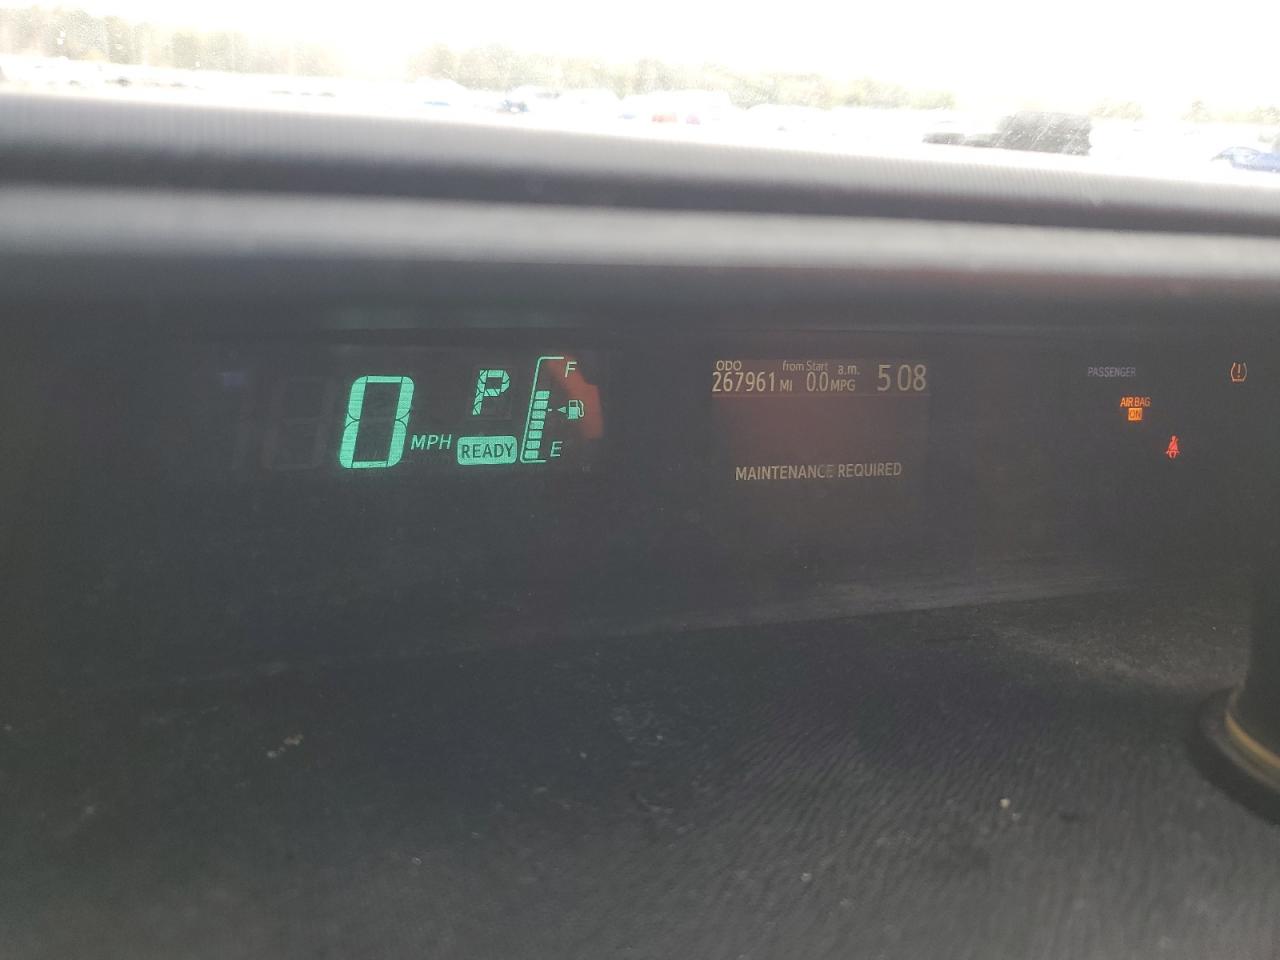 0 MPH
P
READY
F
E
ODO from Start a.m.
267961 MI 0.0 MPG 5 08
MAINTENANCE REQUIRED
PASSENGER
AIR BAG
ON